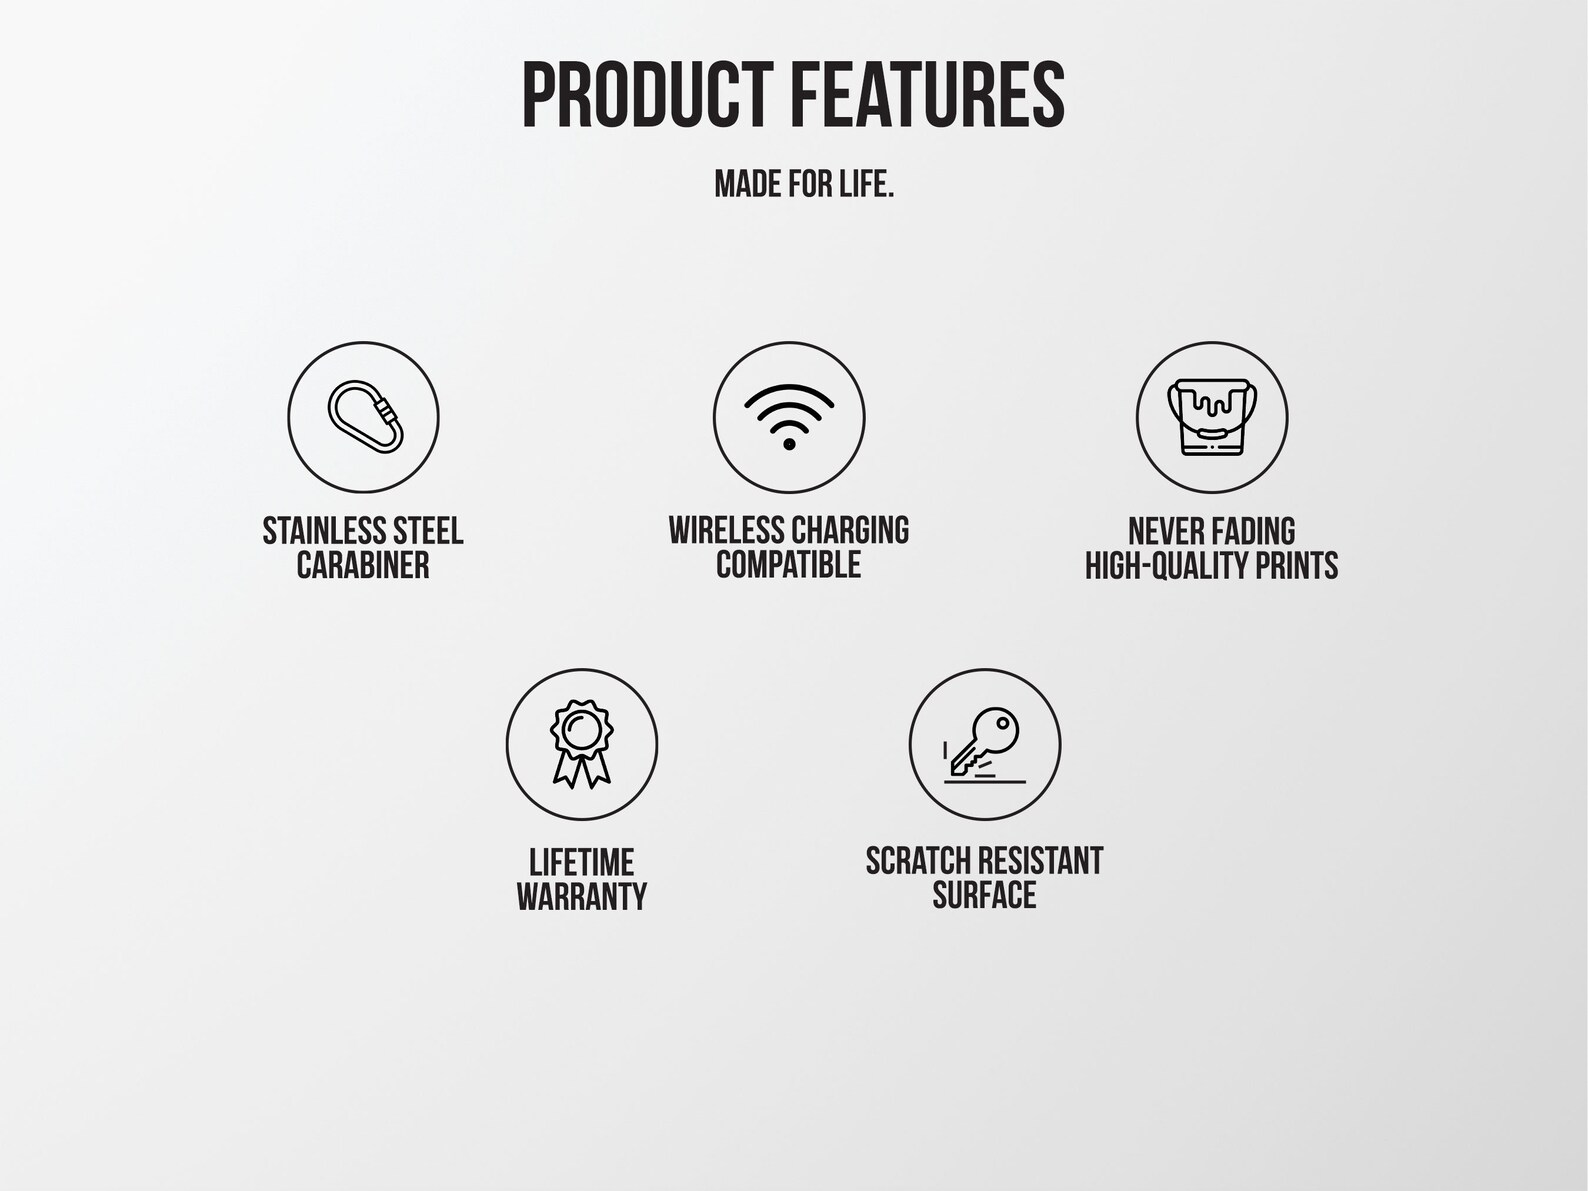 PRODUCT FEATURES
MADE FOR LIFE.
STAINLESS STEEL
CARABINER
WIRELESS CHARGING
COMPATIBLE
NEVER FADING
HIGH-QUALITY PRINTS
LIFETIME
WARRANTY
SCRATCH RESISTANT
SURFACE